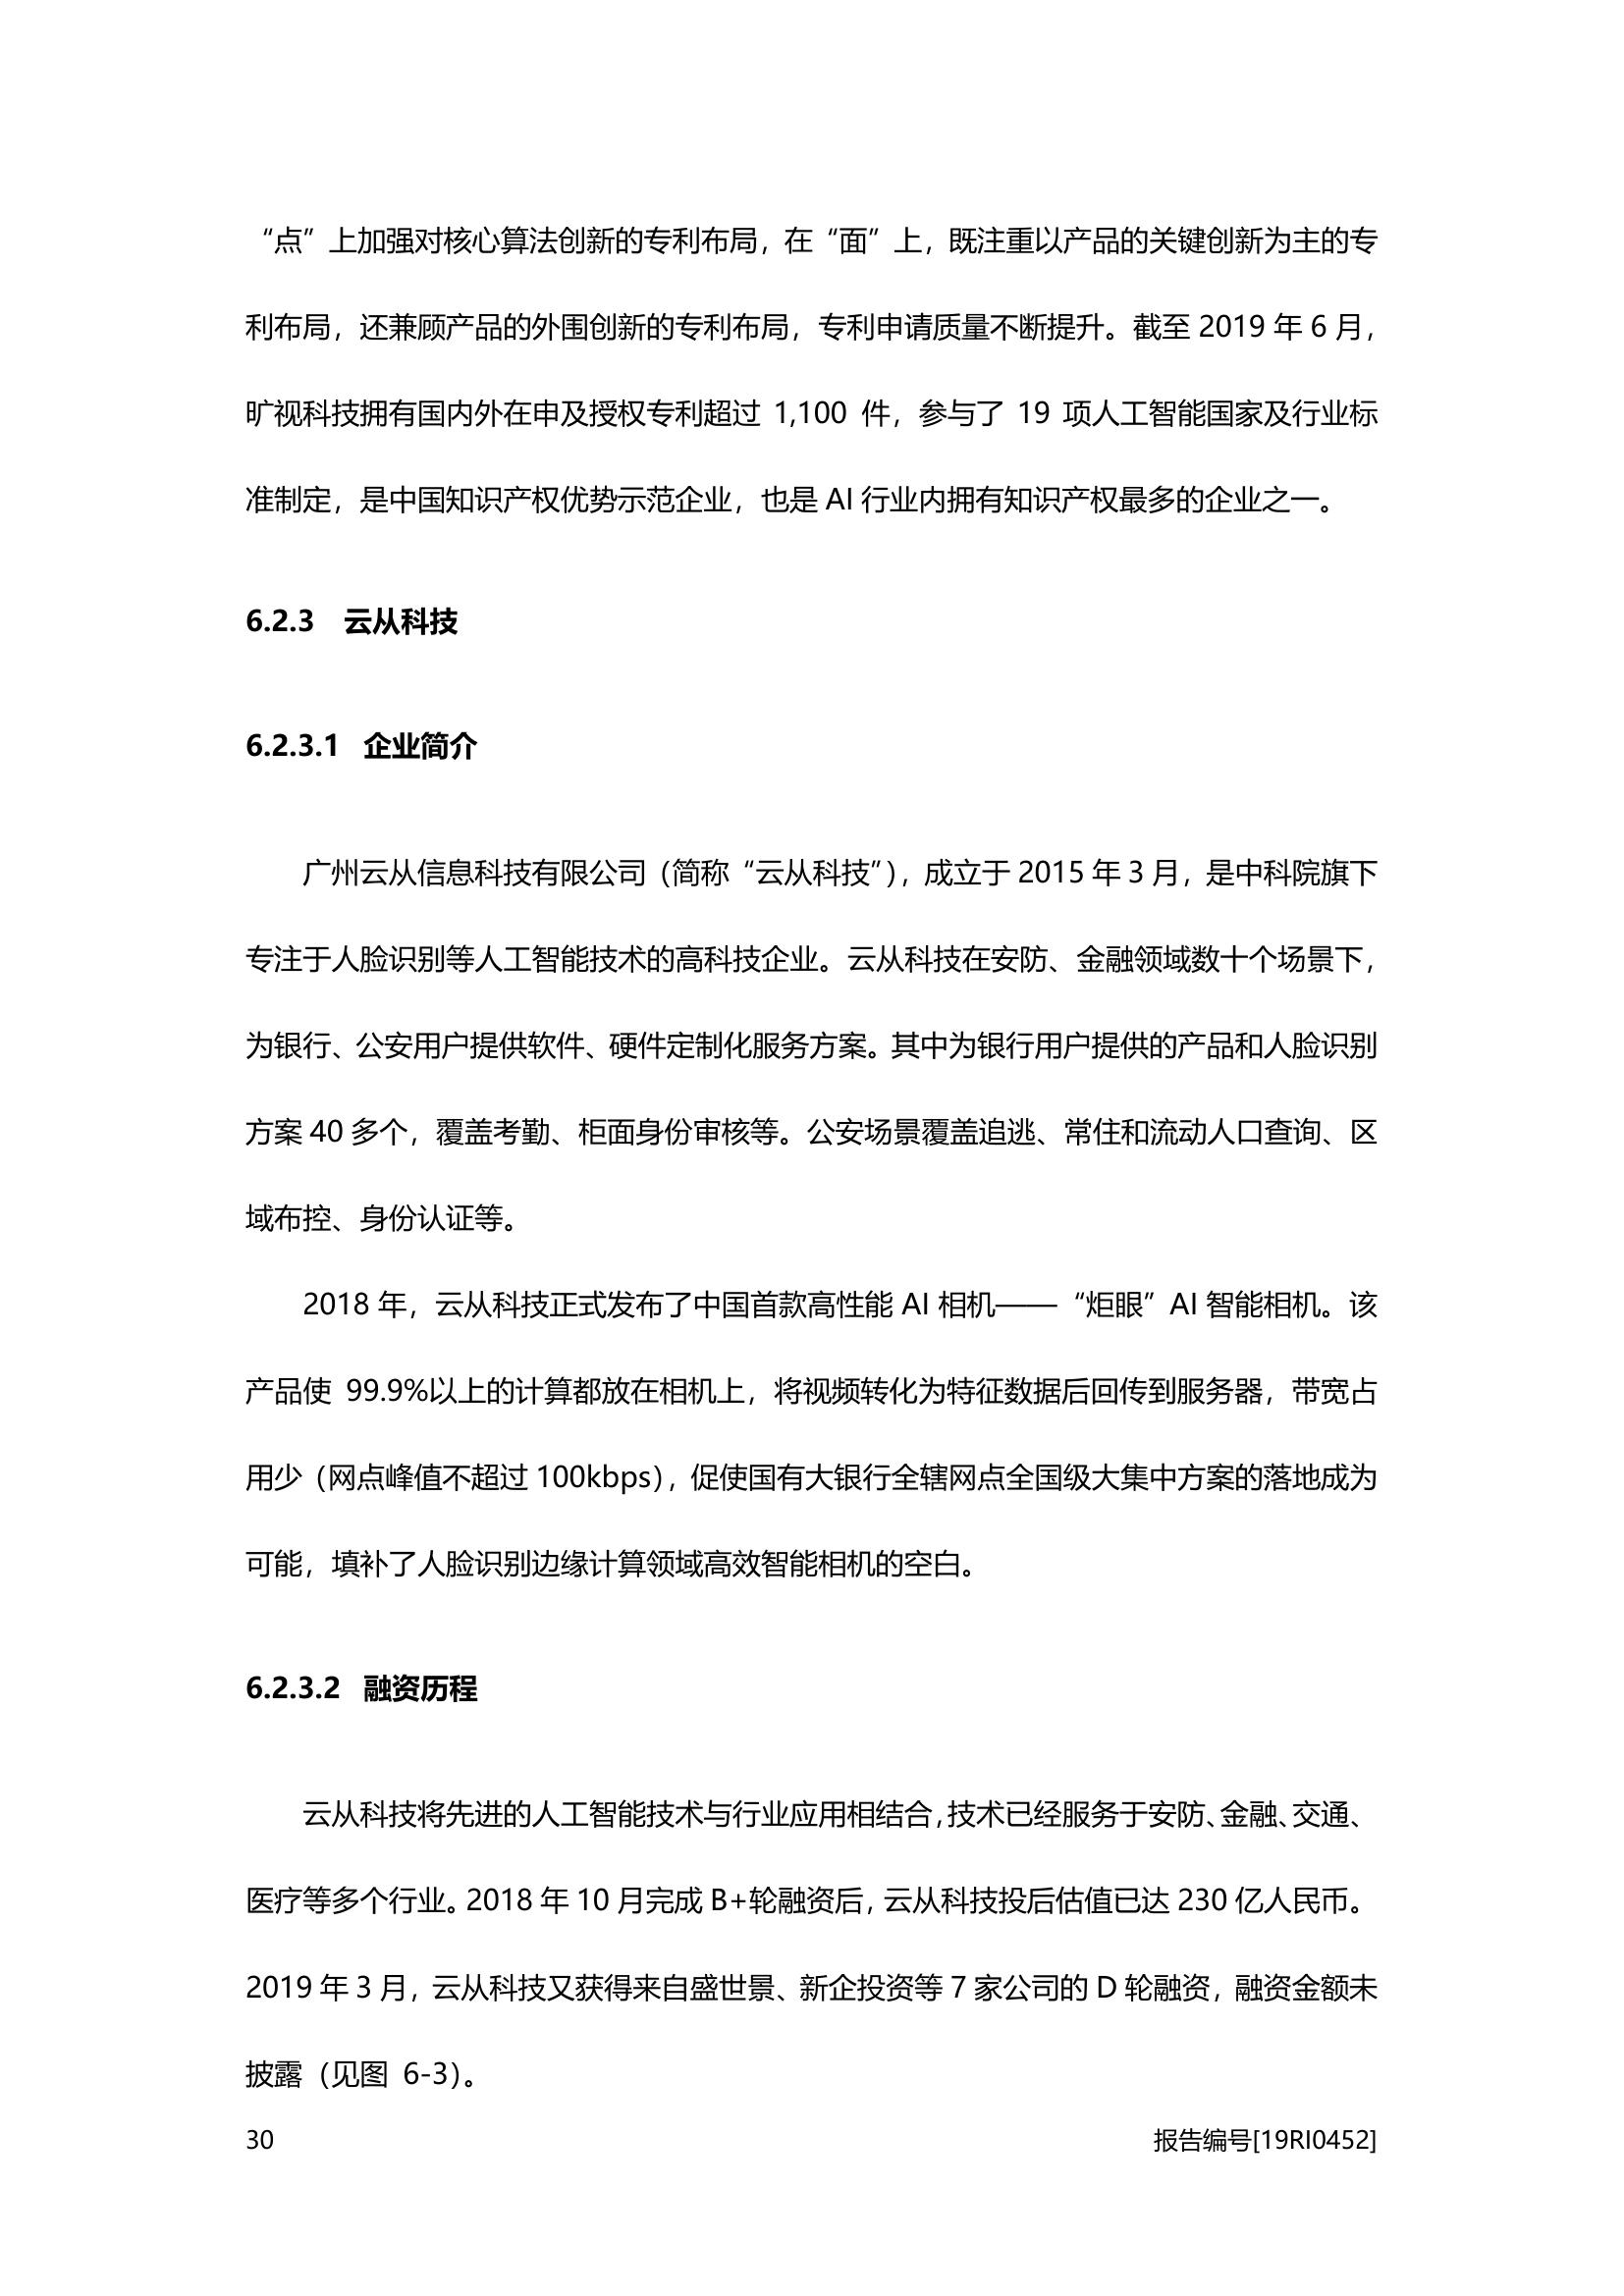 “点”上加强对核心算法创新的专利布局，在“面”上，既注重以产品的关键创新为主的专
利布局，还兼顾产品的外围创新的专利布局，专利申请质量不断提升。截至 2019 年 6 月，
旷视科技拥有国内外在申及授权专利超过 1,100 件，参与了 19 项人工智能国家及行业标
准制定，是中国知识产权优势示范企业，也是 AI 行业内拥有知识产权最多的企业之一。
6.2.3 云从科技
6.2.3.1 企业简介
广州云从信息科技有限公司（简称“云从科技”），成立于 2015 年 3 月，是中科院旗下
专注于人脸识别等人工智能技术的高科技企业。云从科技在安防、金融领域数十个场景下，
为银行、公安用户提供软件、硬件定制化服务方案。其中为银行用户提供的产品和人脸识别
方案 40 多个，覆盖考勤、柜面身份审核等。公安场景覆盖追逃、常住和流动人口查询、区
域布控、身份认证等。
2018 年，云从科技正式发布了中国首款高性能 AI 相机——“炬眼”AI 智能相机。该
产品使 99.9%以上的计算都放在相机上，将视频转化为特征数据后回传到服务器，带宽占
用少（网点峰值不超过 100kbps），促使国有大银行全辖网点全国级大集中方案的落地成为
可能，填补了人脸识别边缘计算领域高效智能相机的空白。
6.2.3.2 融资历程
云从科技将先进的人工智能技术与行业应用相结合，技术已经服务于安防、金融、交通、
医疗等多个行业。2018 年 10 月完成 B+轮融资后，云从科技投后估值已达 230 亿人民币。
2019 年 3 月，云从科技又获得来自盛世景、新企投资等 7 家公司的 D 轮融资，融资金额未
披露（见图 6-3）。
30 报告编号[19RI0452]